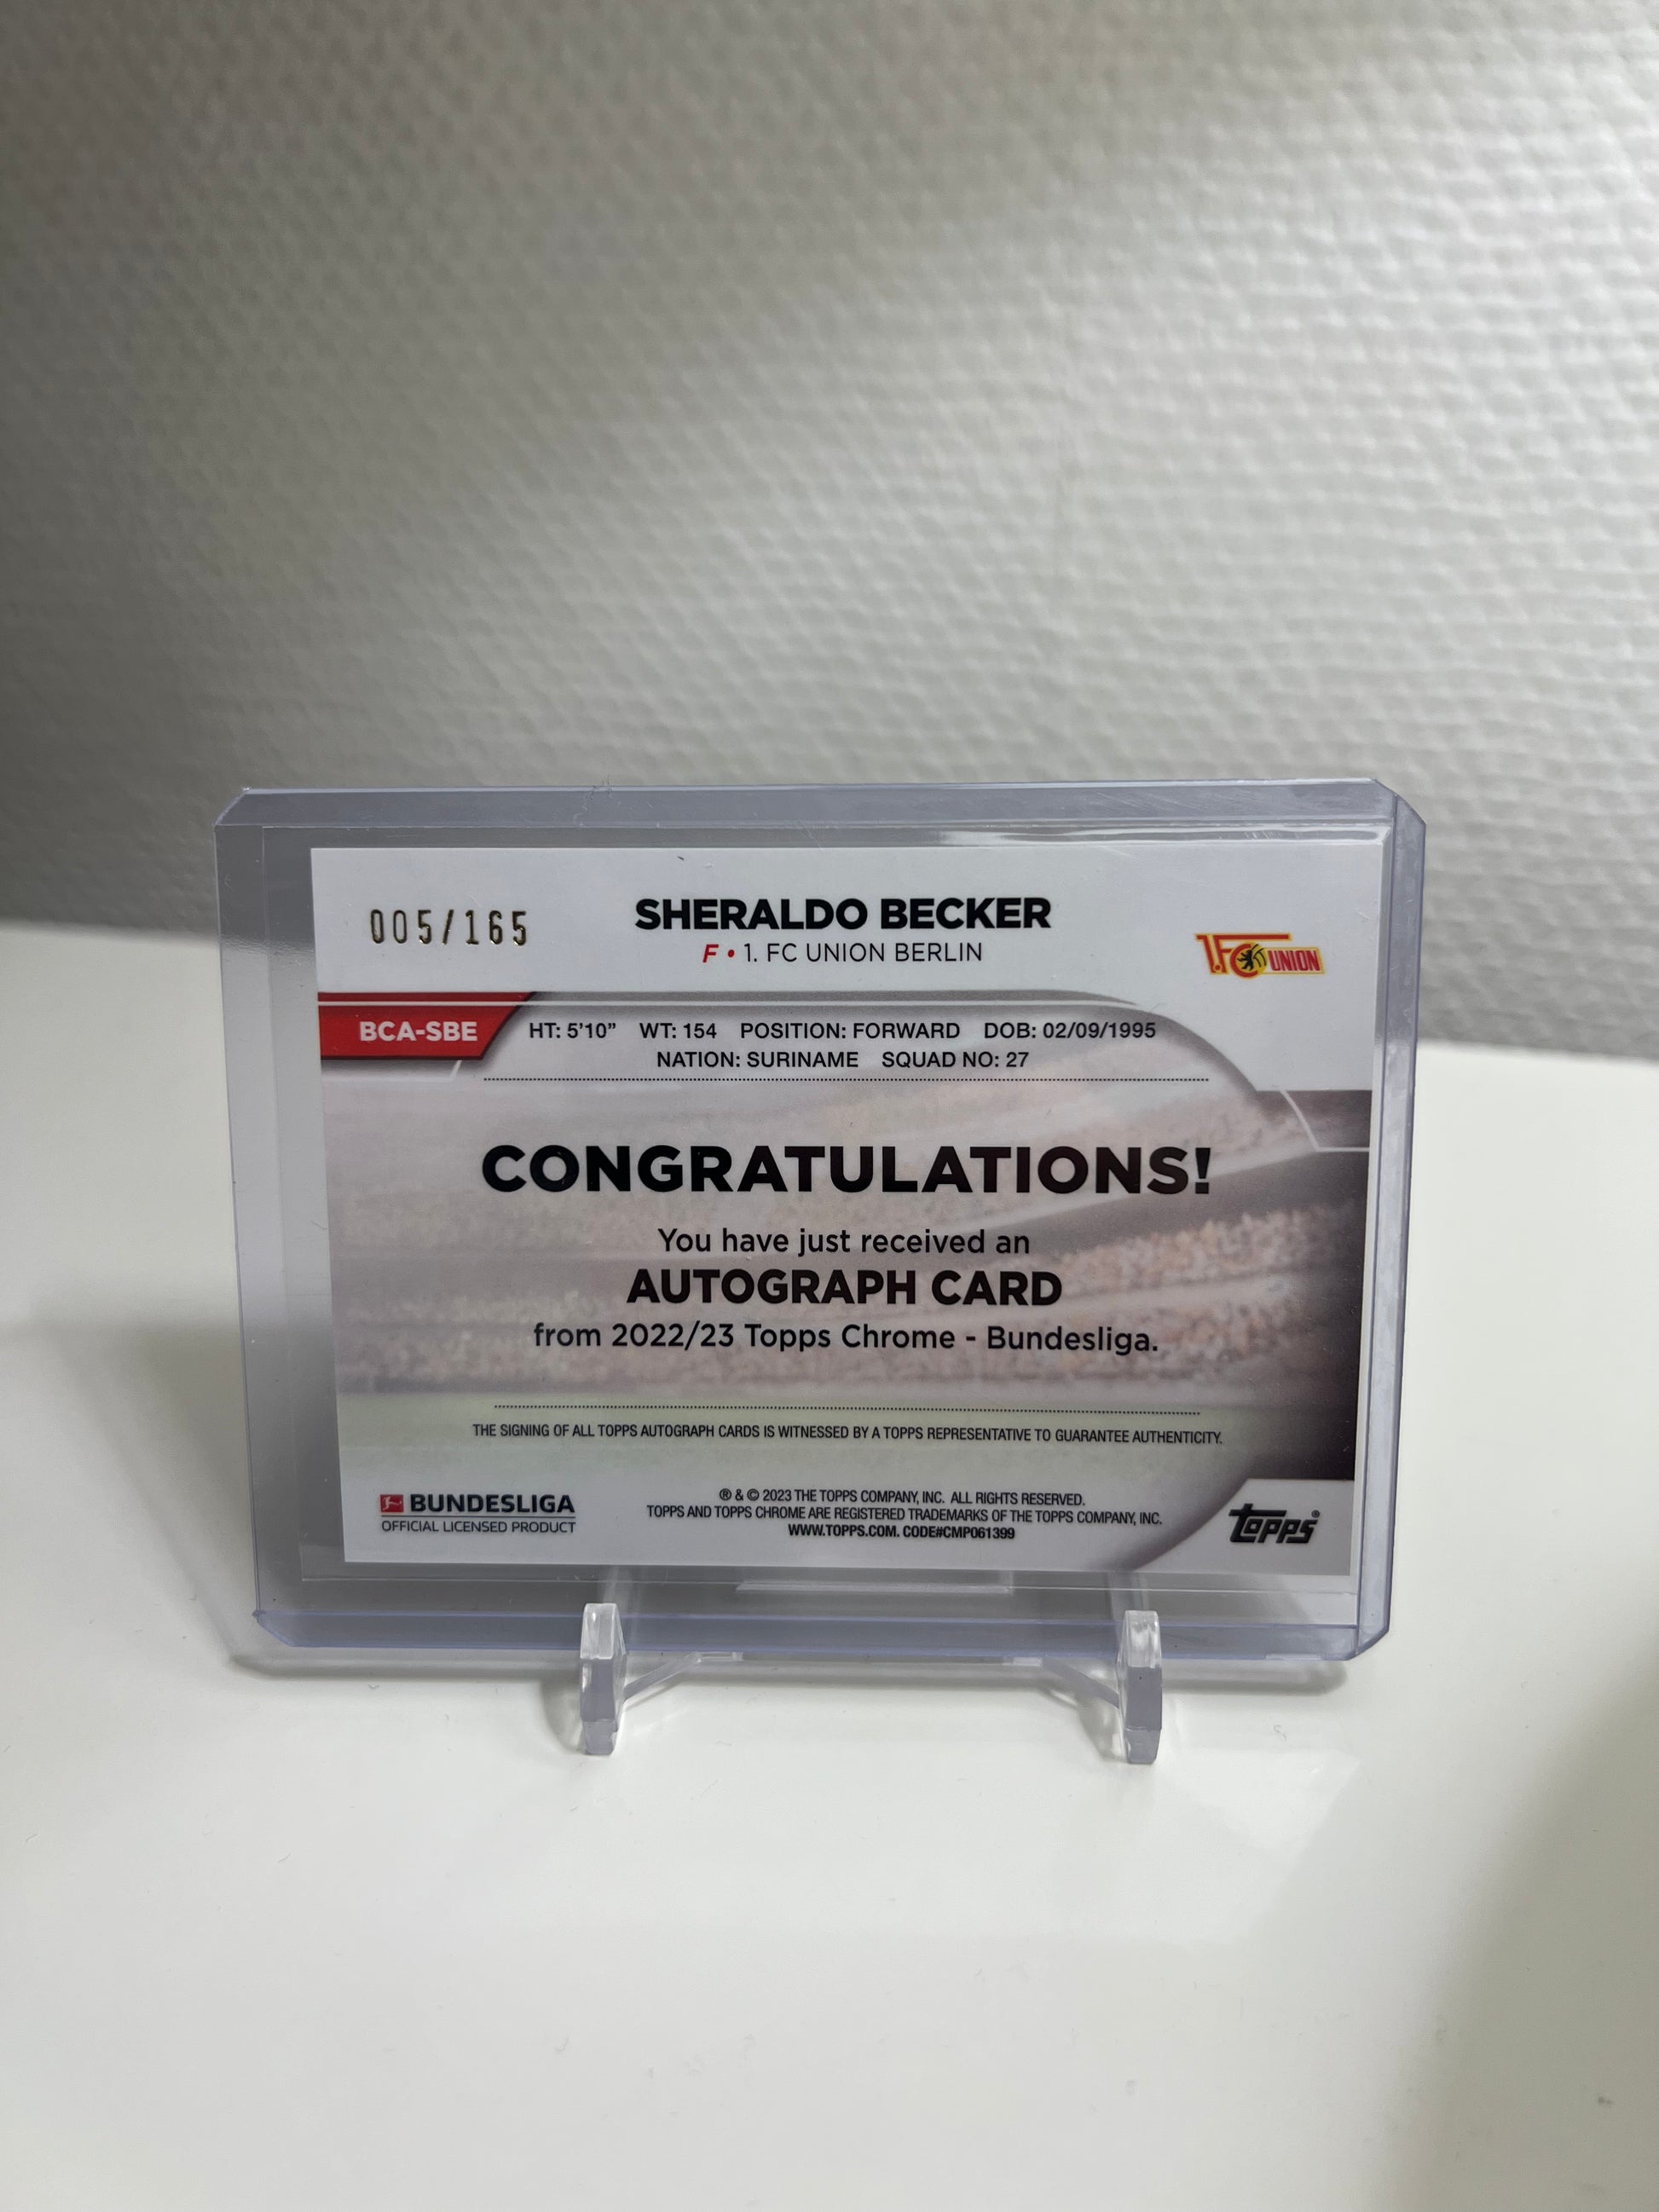 005/165
SHERALDO BECKER
F • 1. FC UNION BERLIN
1.FC UNION
BCA-SBE
HT: 5'10” WT: 154 POSITION: FORWARD DOB: 02/09/1995
NATION: SURINAME SQUAD NO: 27
CONGRATULATIONS!
You have just received an
AUTOGRAPH CARD
from 2022/23 Topps Chrome - Bundesliga.
THE SIGNING OF ALL TOPPS AUTOGRAPH CARDS IS WITNESSED BY A TOPPS REPRESENTATIVE TO GUARANTEE AUTHENTICITY.
BUNDESLIGA
OFFICIAL LICENSED PRODUCT
® & © 2023 THE TOPPS COMPANY, INC. ALL RIGHTS RESERVED.
TOPPS AND TOPPS CHROME ARE REGISTERED TRADEMARKS OF THE TOPPS COMPANY, INC.
WWW.TOPPS.COM. CODE#CMP061399
topps®